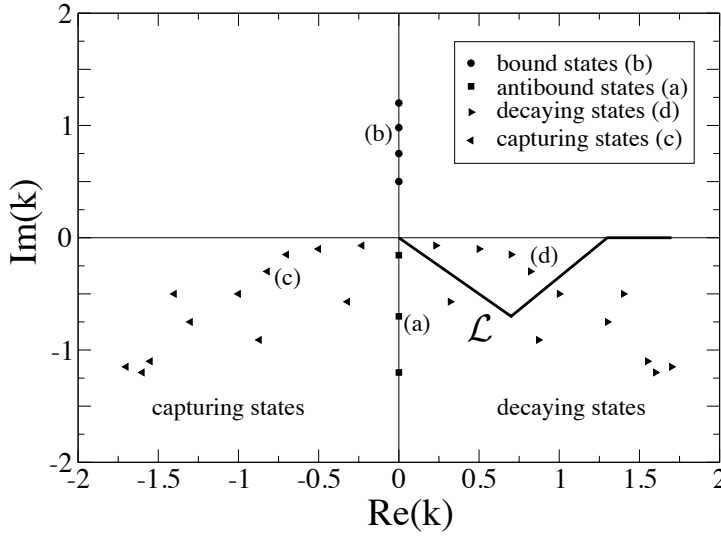 2
bound states (b)
antibound states (a)
decaying states (d)
capturing states (c)
1
(b)
Im(k)
0
(d)
(c)
(a)
ℒ
-1
capturing states
decaying states
-2
-2
-1.5
-1
-0.5
0
0.5
1
1.5
2
Re(k)